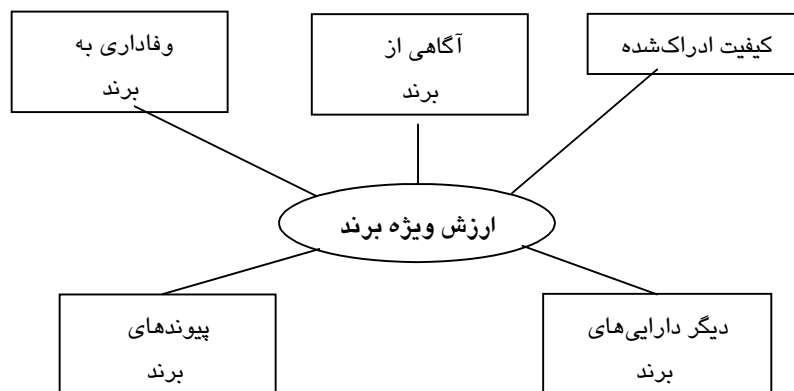 کیفیت ادراک‌شده
آگاهی از
برند
وفاداری به
برند
ارزش ویژه برند
دیگر دارایی‌های
برند
پیوندهای
برند